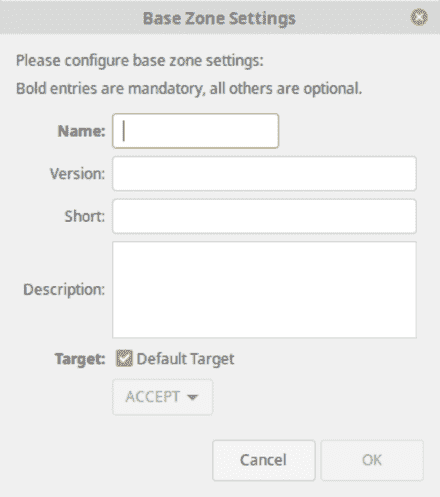 Base Zone Settings
Please configure base zone settings:
Bold entries are mandatory, all others are optional.
Name:
Version:
Short:
Description:
Target: Default Target
ACCEPT
Cancel OK